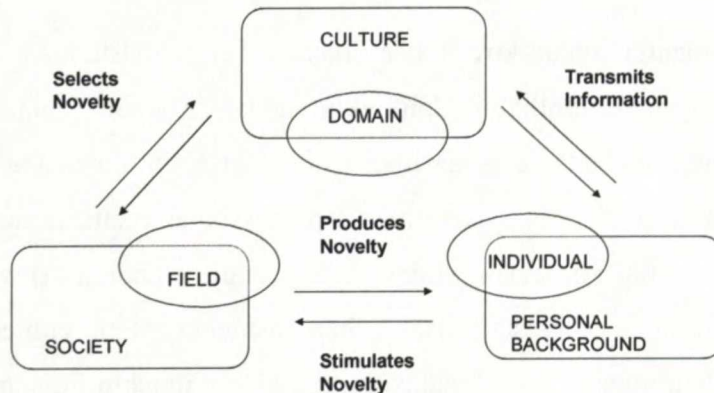 CULTURE
Selects
Novelty
Transmits
Information
DOMAIN
Produces
Novelty
FIELD
INDIVIDUAL
SOCIETY
PERSONAL
BACKGROUND
Stimulates
Novelty